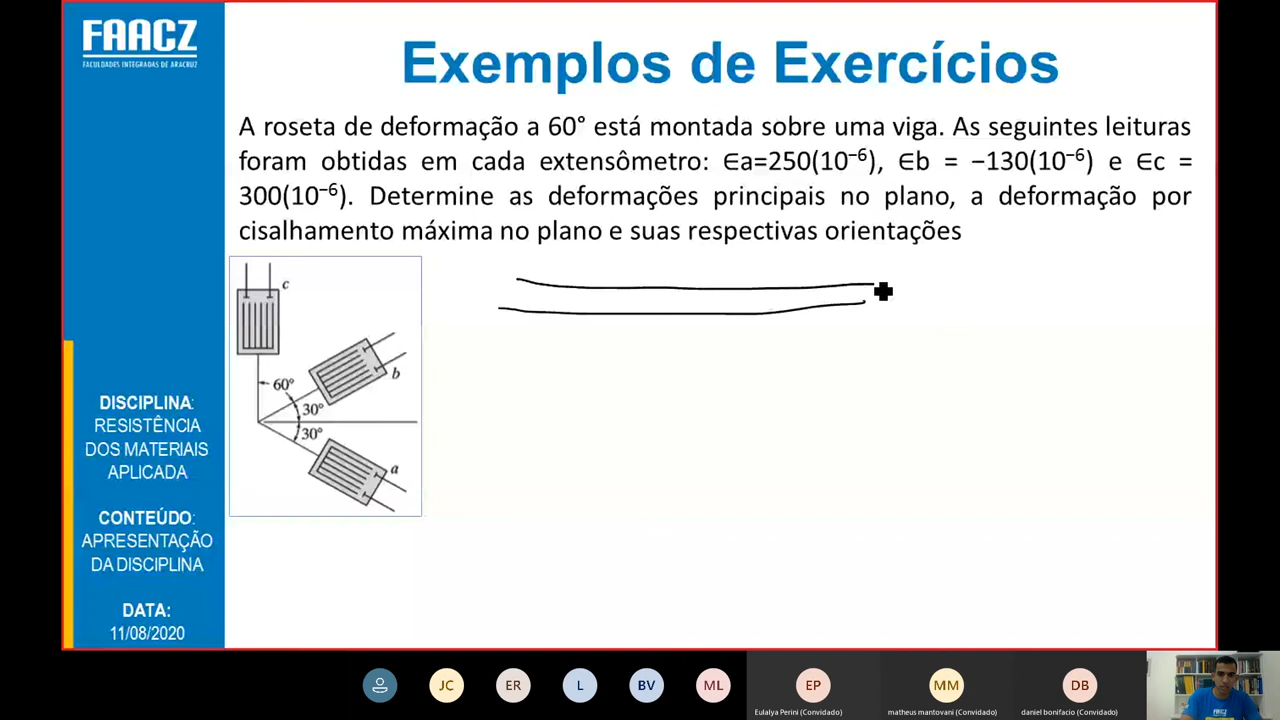 FAACZ
FACULDADES INTEGRADAS DE ARACRUZ
Exemplos de Exercícios
A roseta de deformação a 60° está montada sobre uma viga. As seguintes leituras
foram obtidas em cada extensômetro: ∈a=250(10⁻⁶), ∈b = −130(10⁻⁶) e ∈c =
300(10⁻⁶). Determine as deformações principais no plano, a deformação por
cisalhamento máxima no plano e suas respectivas orientações
c
b
60°
30°
30°
a
DISCIPLINA:
RESISTÊNCIA
DOS MATERIAIS
APLICADA
CONTEÚDO:
APRESENTAÇÃO
DA DISCIPLINA
DATA:
11/08/2020
JC
ER
L
BV
ML
EP
MM
DB
Eulalya Perini (Convidado)
matheus mantovani (Convidado)
daniel bonifacio (Convidado)
FAACZ